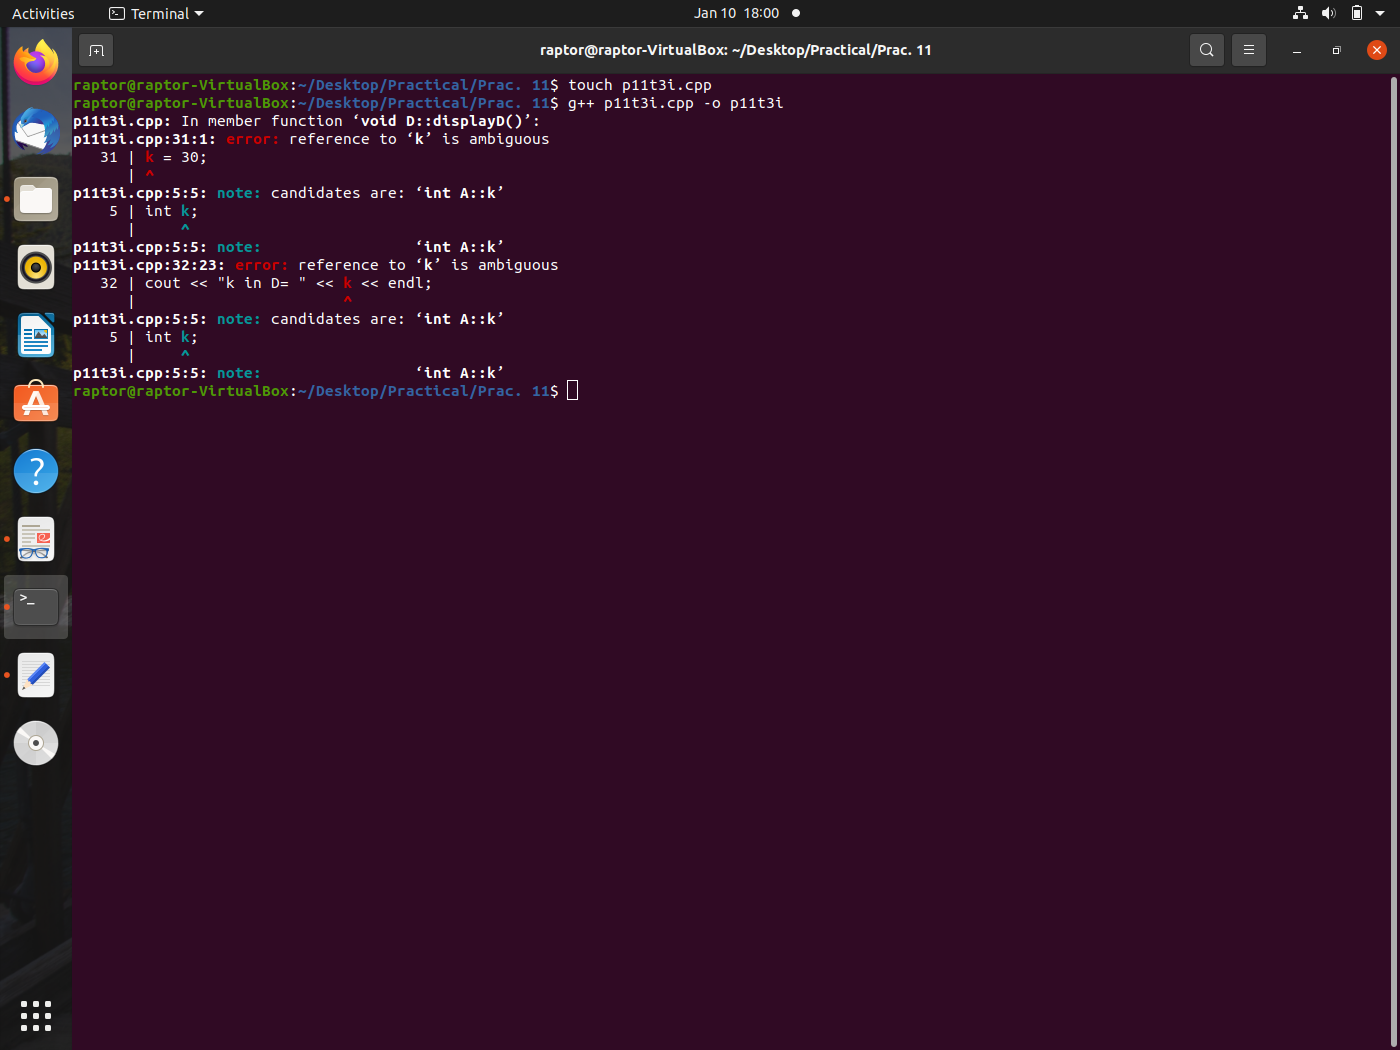 Activities
Terminal
Jan 10 18:00
raptor@raptor-VirtualBox: ~/Desktop/Practical/Prac. 11
raptor@raptor-VirtualBox:~/Desktop/Practical/Prac. 11$ touch p11t3i.cpp
raptor@raptor-VirtualBox:~/Desktop/Practical/Prac. 11$ g++ p11t3i.cpp -o p11t3i
p11t3i.cpp: In member function ‘void D::displayD()’:
p11t3i.cpp:31:1: error: reference to ‘k’ is ambiguous
   31 | k = 30;
      | ^
p11t3i.cpp:5:5: note: candidates are: ‘int A::k’
    5 | int k;
      |     ^
p11t3i.cpp:5:5: note:                 ‘int A::k’
p11t3i.cpp:32:23: error: reference to ‘k’ is ambiguous
   32 | cout << "k in D= " << k << endl;
      |                       ^
p11t3i.cpp:5:5: note: candidates are: ‘int A::k’
    5 | int k;
      |     ^
p11t3i.cpp:5:5: note:                 ‘int A::k’
raptor@raptor-VirtualBox:~/Desktop/Practical/Prac. 11$